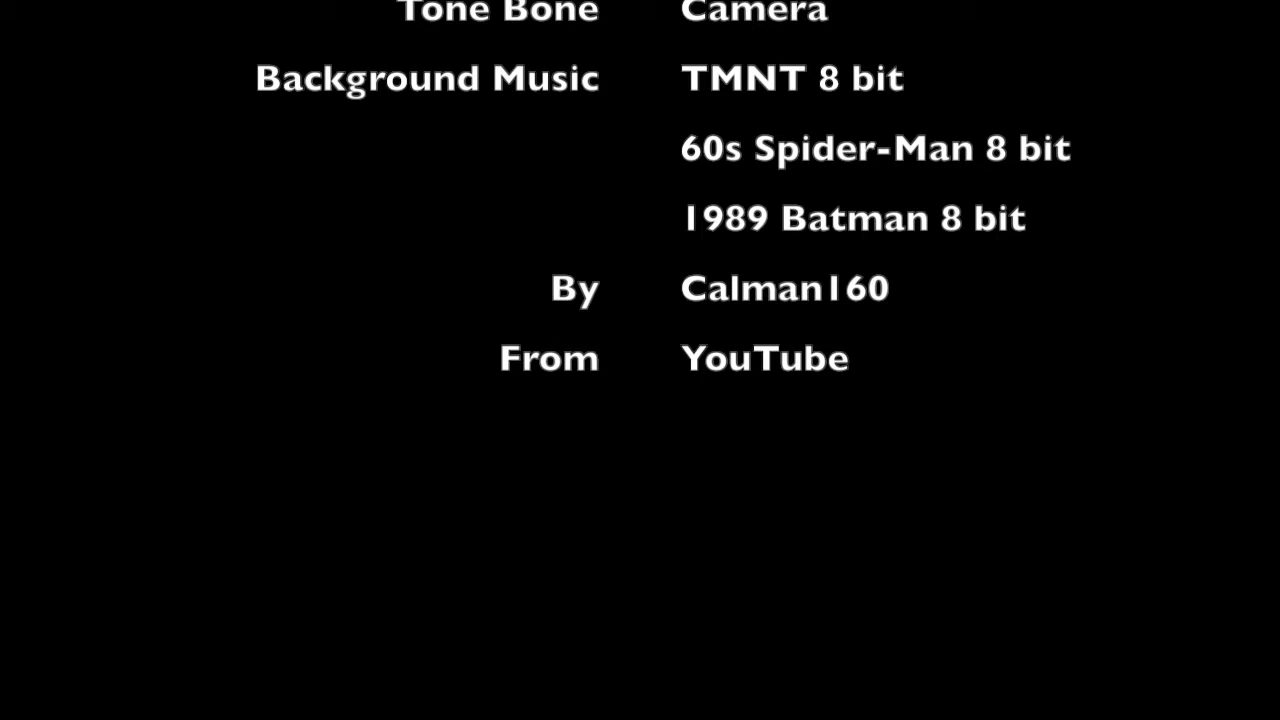 Tone Bone Camera
Background Music TMNT 8 bit
60s Spider-Man 8 bit
1989 Batman 8 bit
By Calman160
From YouTube